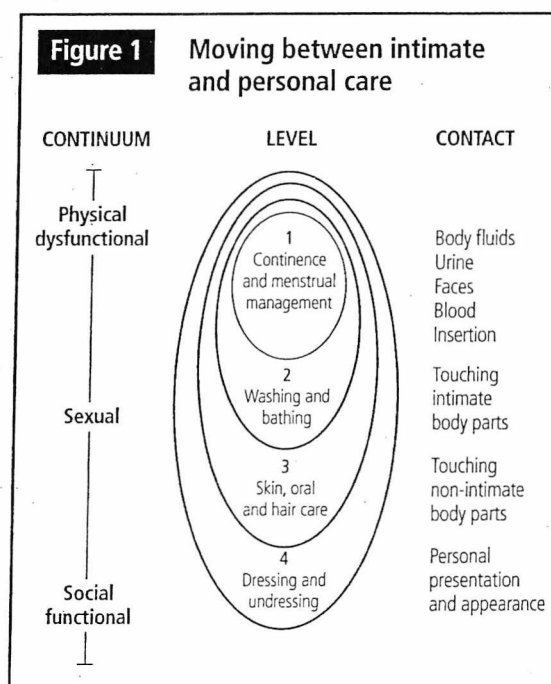 Figure 1
Moving between intimate
and personal care
CONTINUUM
LEVEL
CONTACT
Physical
dysfunctional
Sexual
Social
functional
1
Continence
and menstrual
management
2
Washing and
bathing
3
Skin, oral
and hair care
4
Dressing and
undressing
Body fluids
Urine
Faces
Blood
Insertion
Touching
intimate
body parts
Touching
non-intimate
body parts
Personal
presentation
and appearance